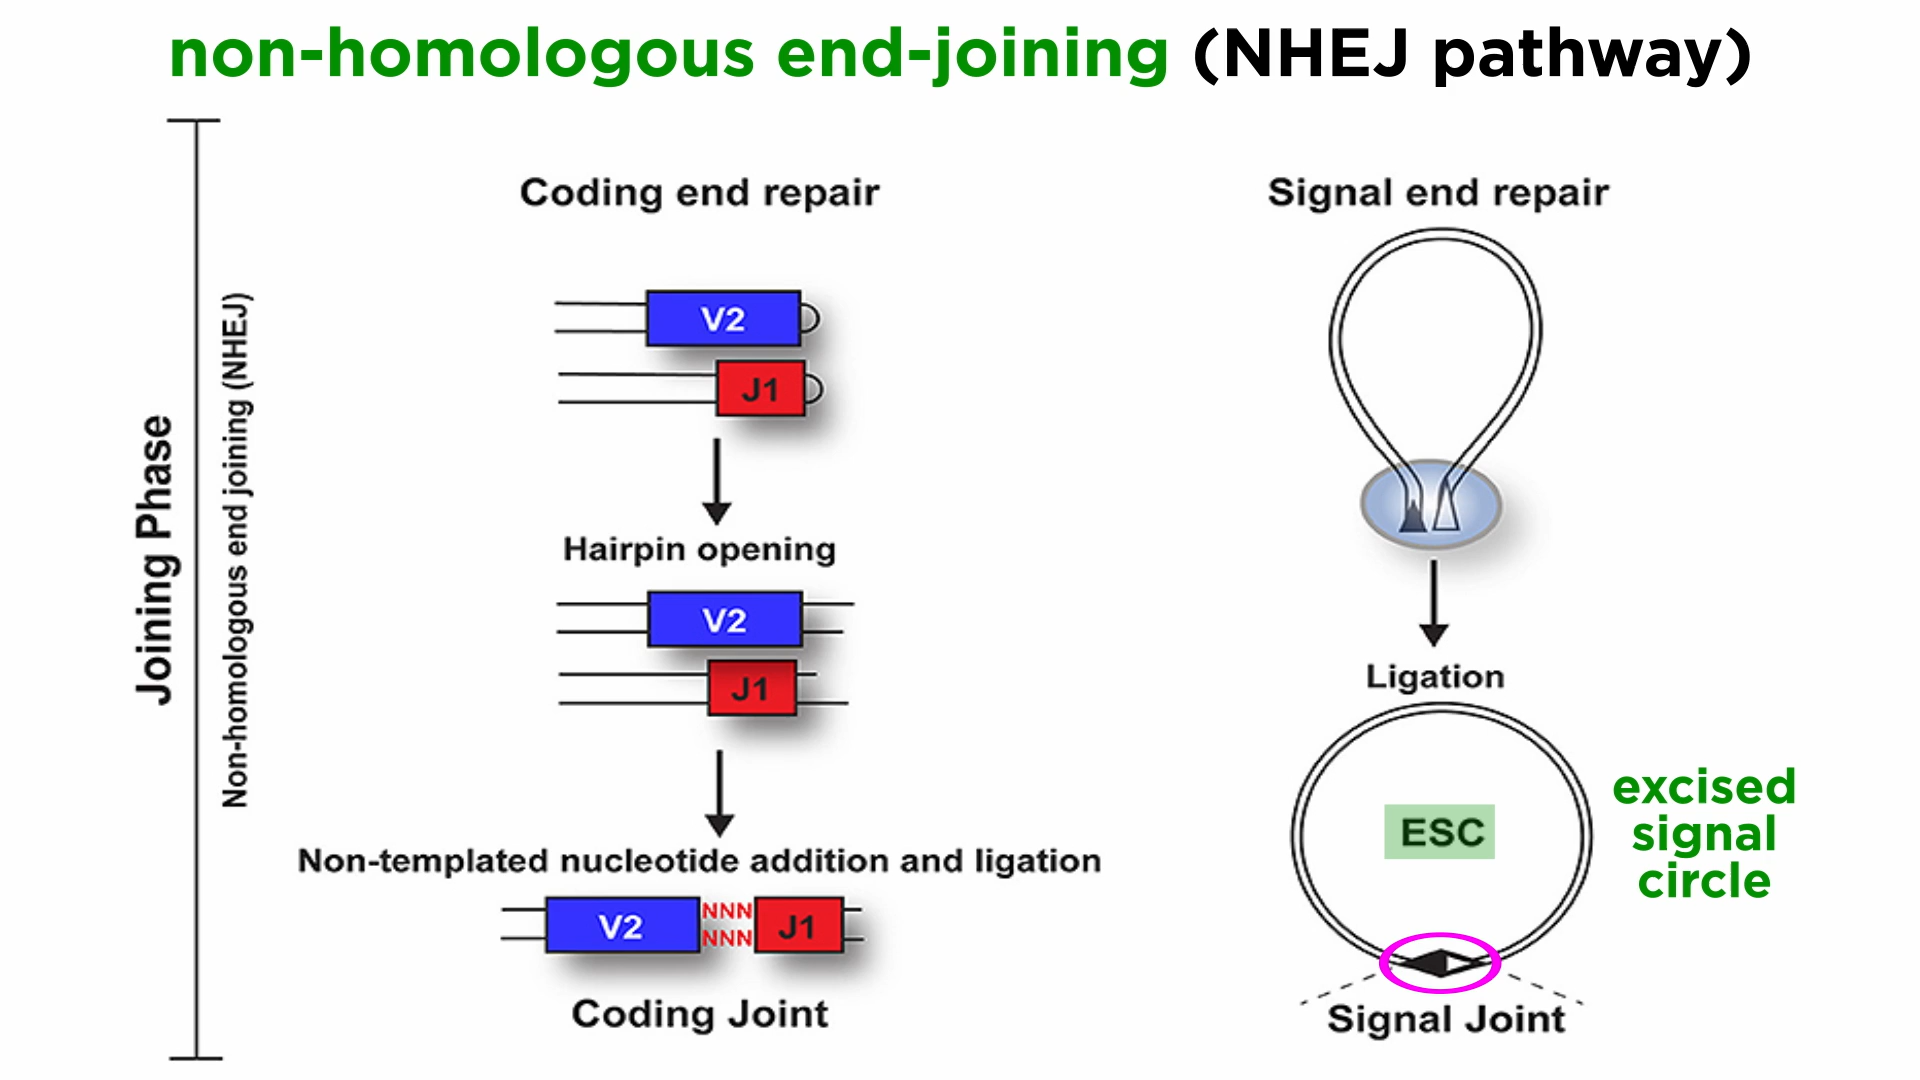 non-homologous end-joining (NHEJ pathway)
Joining Phase
Non-homologous end joining (NHEJ)
Coding end repair
V2
J1
Hairpin opening
V2
J1
Non-templated nucleotide addition and ligation
V2
NNN
NNN
J1
Coding Joint
Signal end repair
Ligation
ESC
excised
signal
circle
Signal Joint